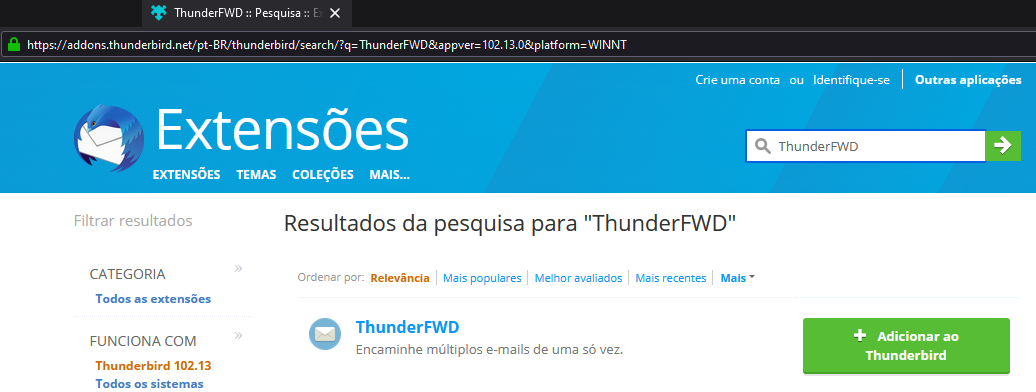 ThunderFWD :: Pesquisa :: E
https://addons.thunderbird.net/pt-BR/thunderbird/search/?q=ThunderFWD&appver=102.13.0&platform=WINNT
Crie uma conta ou Identifique-se Outras aplicações
Extensões
ThunderFWD
EXTENSÕES TEMAS COLEÇÕES MAIS...
Filtrar resultados
Resultados da pesquisa para "ThunderFWD"
CATEGORIA »
Todos as extensões
FUNCIONA COM »
Thunderbird 102.13
Todos os sistemas
Ordenar por: Relevância Mais populares Melhor avaliados Mais recentes Mais
ThunderFWD
Encaminhe múltiplos e-mails de uma só vez.
Adicionar ao
Thunderbird